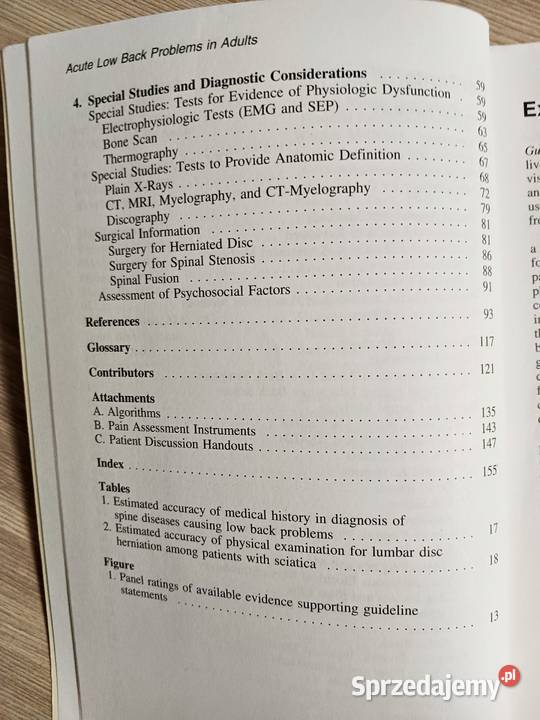 Acute Low Back Problems in Adults
4. Special Studies and Diagnostic Considerations . . . . . . . . . . 59
Special Studies: Tests for Evidence of Physiologic Dysfunction . 59
Electrophysiologic Tests (EMG and SEP) . . . . . . . . . . 59
Bone Scan . . . . . . . . . . 63
Thermography . . . . . . . . . . 65
Special Studies: Tests to Provide Anatomic Definition . . . . . . . . . . 67
Plain X-Rays . . . . . . . . . . 68
CT, MRI, Myelography, and CT-Myelography . . . . . . . . . . 72
Discography . . . . . . . . . . 79
Surgical Information . . . . . . . . . . 81
Surgery for Herniated Disc . . . . . . . . . . 81
Surgery for Spinal Stenosis . . . . . . . . . . 86
Spinal Fusion . . . . . . . . . . 88
Assessment of Psychosocial Factors . . . . . . . . . . 91
References . . . . . . . . . . 93
Glossary . . . . . . . . . . 117
Contributors . . . . . . . . . . 121
Attachments
A. Algorithms . . . . . . . . . . 135
B. Pain Assessment Instruments . . . . . . . . . . 143
C. Patient Discussion Handouts . . . . . . . . . . 147
Index . . . . . . . . . . 155
Tables
1. Estimated accuracy of medical history in diagnosis of
spine diseases causing low back problems . . . . . . . . . . 17
2. Estimated accuracy of physical examination for lumbar disc
herniation among patients with sciatica . . . . . . . . . . 18
Figure
1. Panel ratings of available evidence supporting guideline
statements . . . . . . . . . . 13
Sprzedajemy.pl